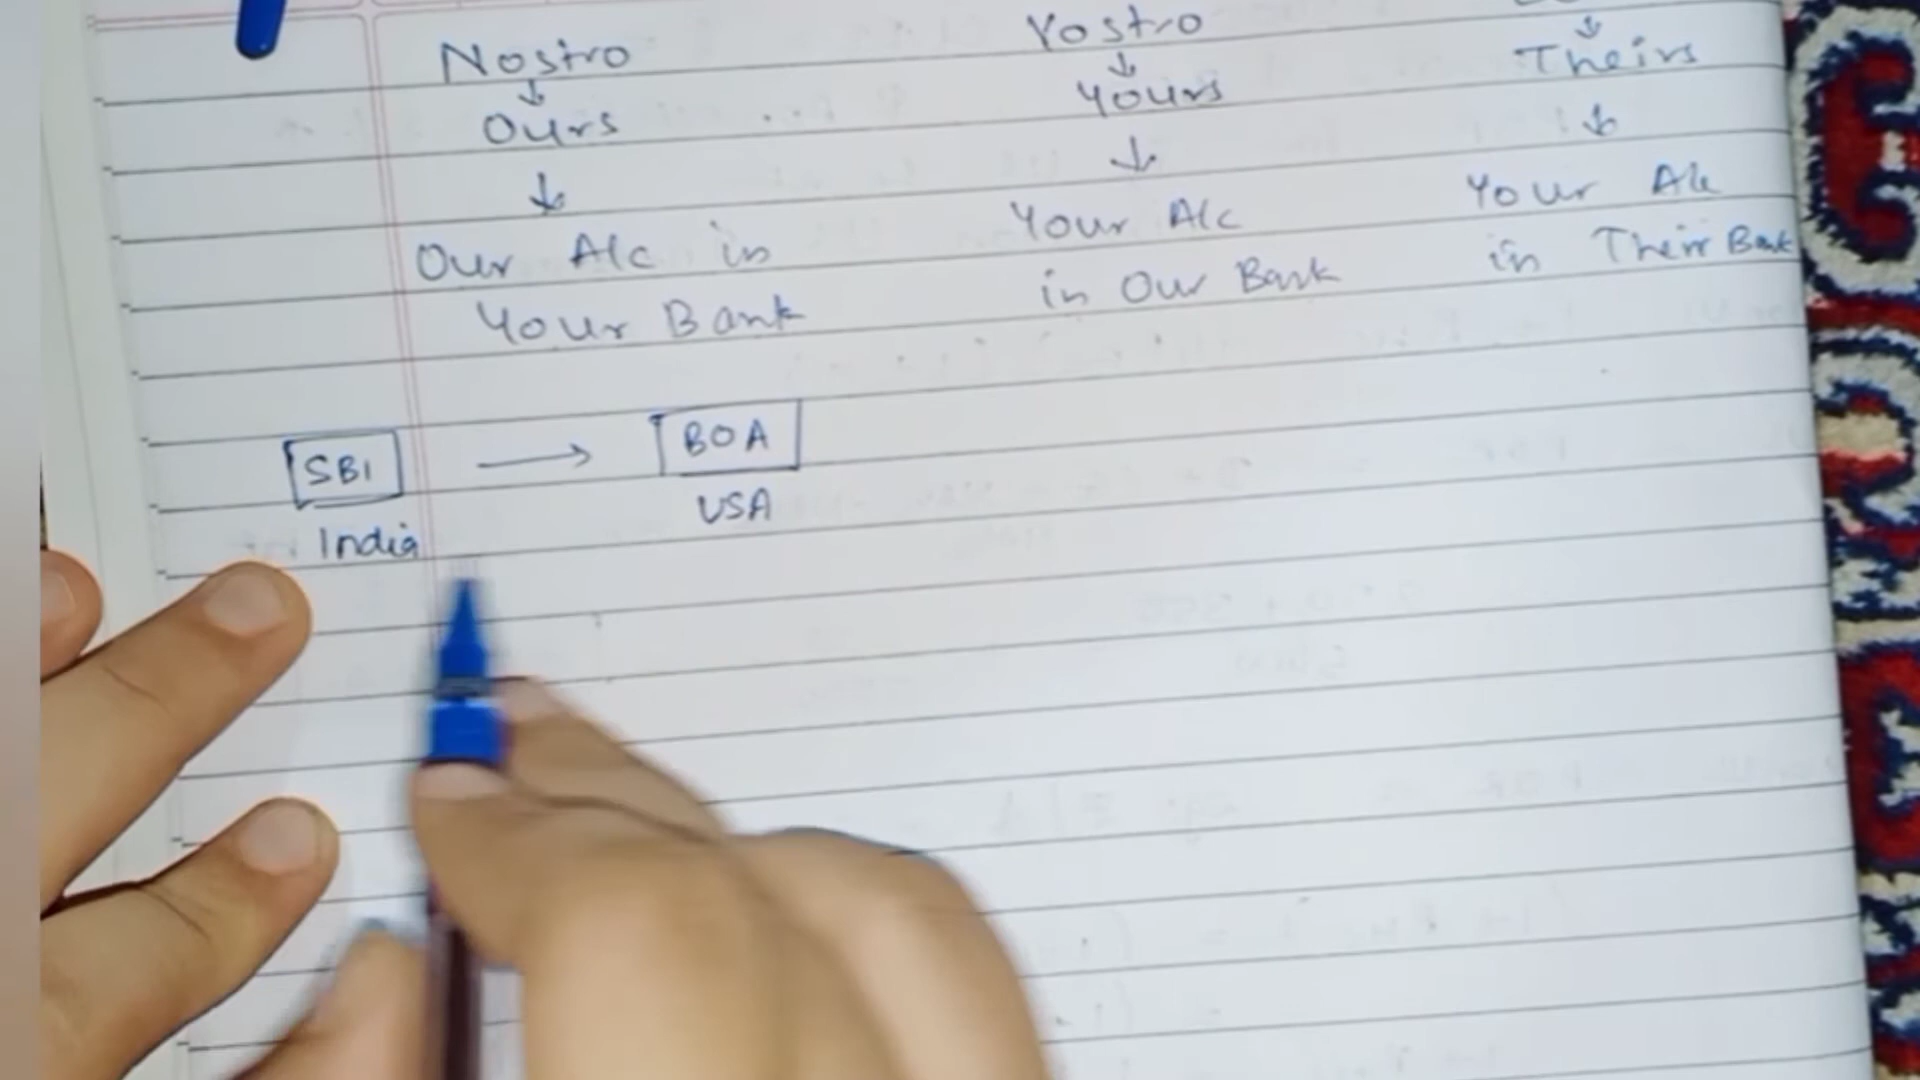 Nostro
Ours
Our A/c in
Your Bank
Vostro
Yours
Your A/c
in Our Bank
Theirs
Your A/c
in Their Bank
SBI
India
BOA
USA